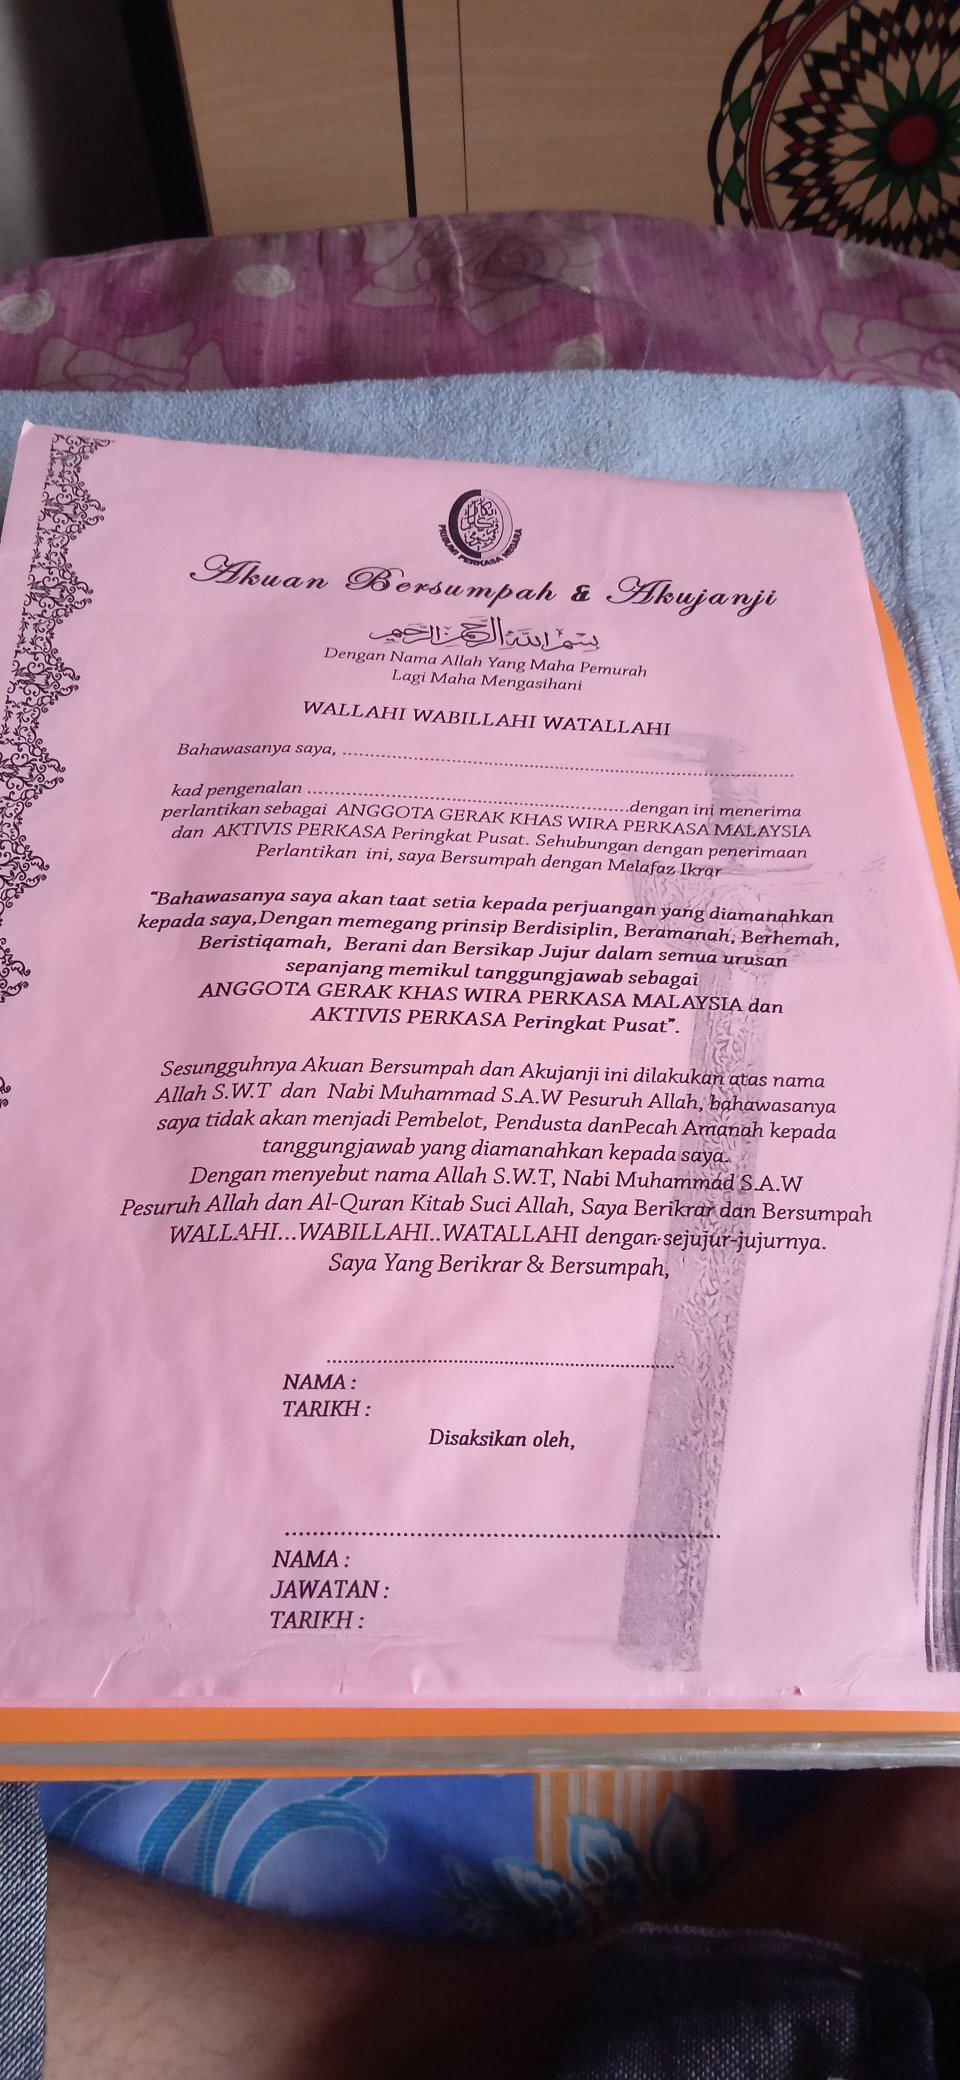 PRIBUMI PERKASA NEGARA
Akuan Bersumpah & Akujanji
بسم الله الرحمن الرحيم
Dengan Nama Allah Yang Maha Pemurah
Lagi Maha Mengasihani
WALLAHI WABILLAHI WATALLAHI
Bahawasanya saya, ....................................................................................
kad pengenalan ............................................................dengan ini menerima
perlantikan sebagai ANGGOTA GERAK KHAS WIRA PERKASA MALAYSIA
dan AKTIVIS PERKASA Peringkat Pusat. Sehubungan dengan penerimaan
Perlantikan ini, saya Bersumpah dengan Melafaz Ikrar
"Bahawasanya saya akan taat setia kepada perjuangan yang diamanahkan
kepada saya,Dengan memegang prinsip Berdisiplin, Beramanah, Berhemah,
Beristiqamah, Berani dan Bersikap Jujur dalam semua urusan
sepanjang memikul tanggungjawab sebagai
ANGGOTA GERAK KHAS WIRA PERKASA MALAYSIA dan
AKTIVIS PERKASA Peringkat Pusat".
Sesungguhnya Akuan Bersumpah dan Akujanji ini dilakukan atas nama
Allah S.W.T dan Nabi Muhammad S.A.W Pesuruh Allah, bahawasanya
saya tidak akan menjadi Pembelot, Pendusta danPecah Amanah kepada
tanggungjawab yang diamanahkan kepada saya.
Dengan menyebut nama Allah S.W.T, Nabi Muhammad S.A.W
Pesuruh Allah dan Al-Quran Kitab Suci Allah, Saya Berikrar dan Bersumpah
WALLAHI...WABILLAHI..WATALLAHI dengan sejujur-jujurnya.
Saya Yang Berikrar & Bersumpah,
............................................................
NAMA :
TARIKH :
Disaksikan oleh,
............................................................
NAMA :
JAWATAN :
TARIKH :